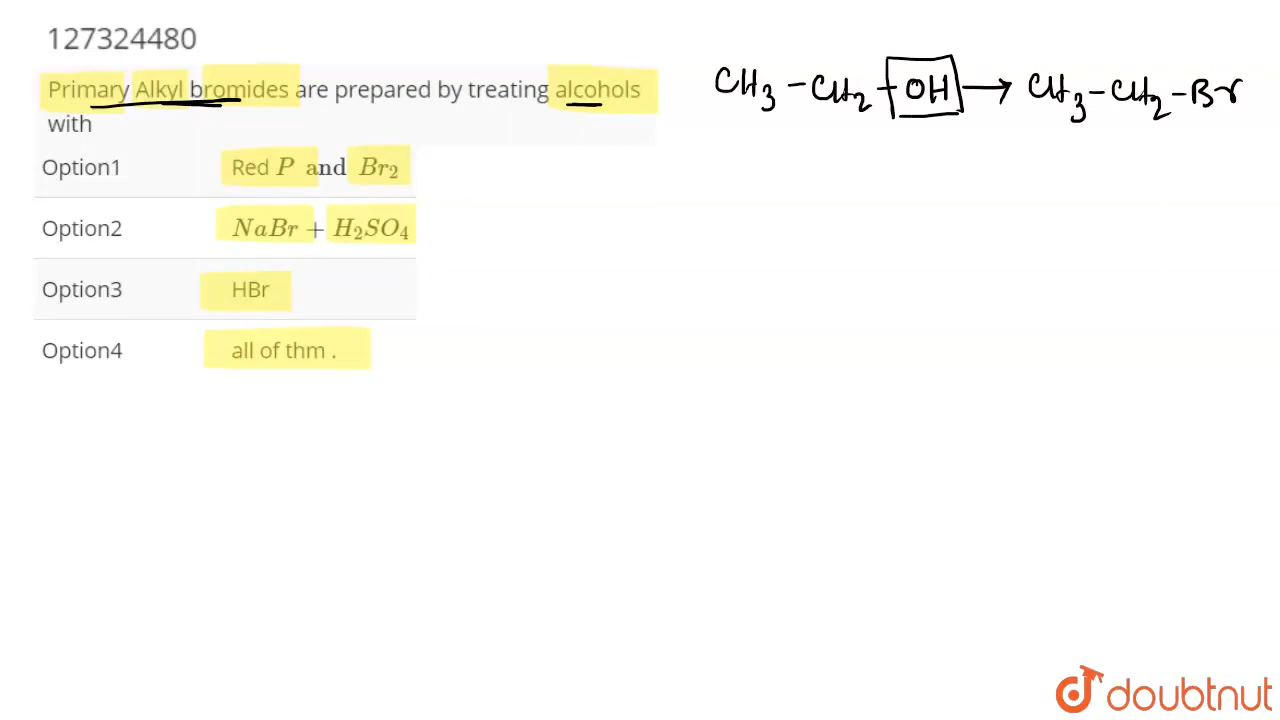 127324480
Primary Alkyl bromides are prepared by treating alcohols
with
Option1 Red P and Br₂
Option2 NaBr + H₂SO₄
Option3 HBr
Option4 all of thm .
CH₃ – CH₂ – OH → CH₃ – CH₂ – Br
doubtnut